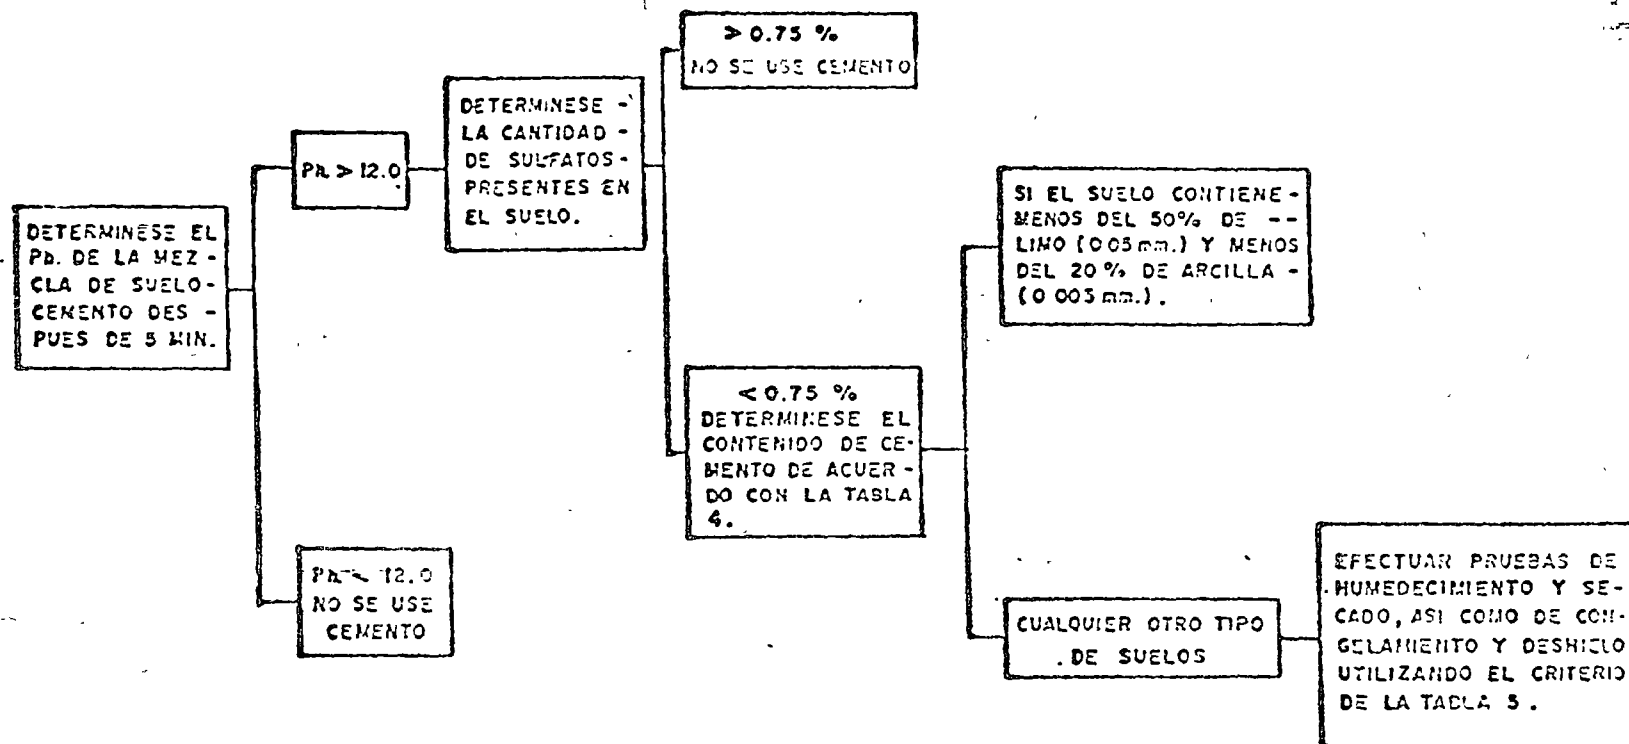 DETERMINESE EL
Ph. DE LA MEZ-
CLA DE SUELO-
CEMENTO DES-
PUES DE 5 MIN.
Ph > 12.0
DETERMINESE -
LA CANTIDAD -
DE SULFATOS-
PRESENTES EN
EL SUELO.
> 0.75 %
NO SE USE CEMENTO
< 0.75 %
DETERMINESE EL
CONTENIDO DE CE-
MENTO DE ACUER-
DO CON LA TABLA
4.
Ph < 12.0
NO SE USE
CEMENTO
SI EL SUELO CONTIENE-
MENOS DEL 50% DE --
LIMO (0.05 mm.) Y MENOS
DEL 20 % DE ARCILLA -
(0.005 mm.).
CUALQUIER OTRO TIPO
DE SUELOS
EFECTUAR PRUEBAS DE
HUMEDECIMIENTO Y SE-
CADO, ASI COMO DE CON-
GELAMIENTO Y DESHIELO
UTILIZANDO EL CRITERIO
DE LA TABLA 5.